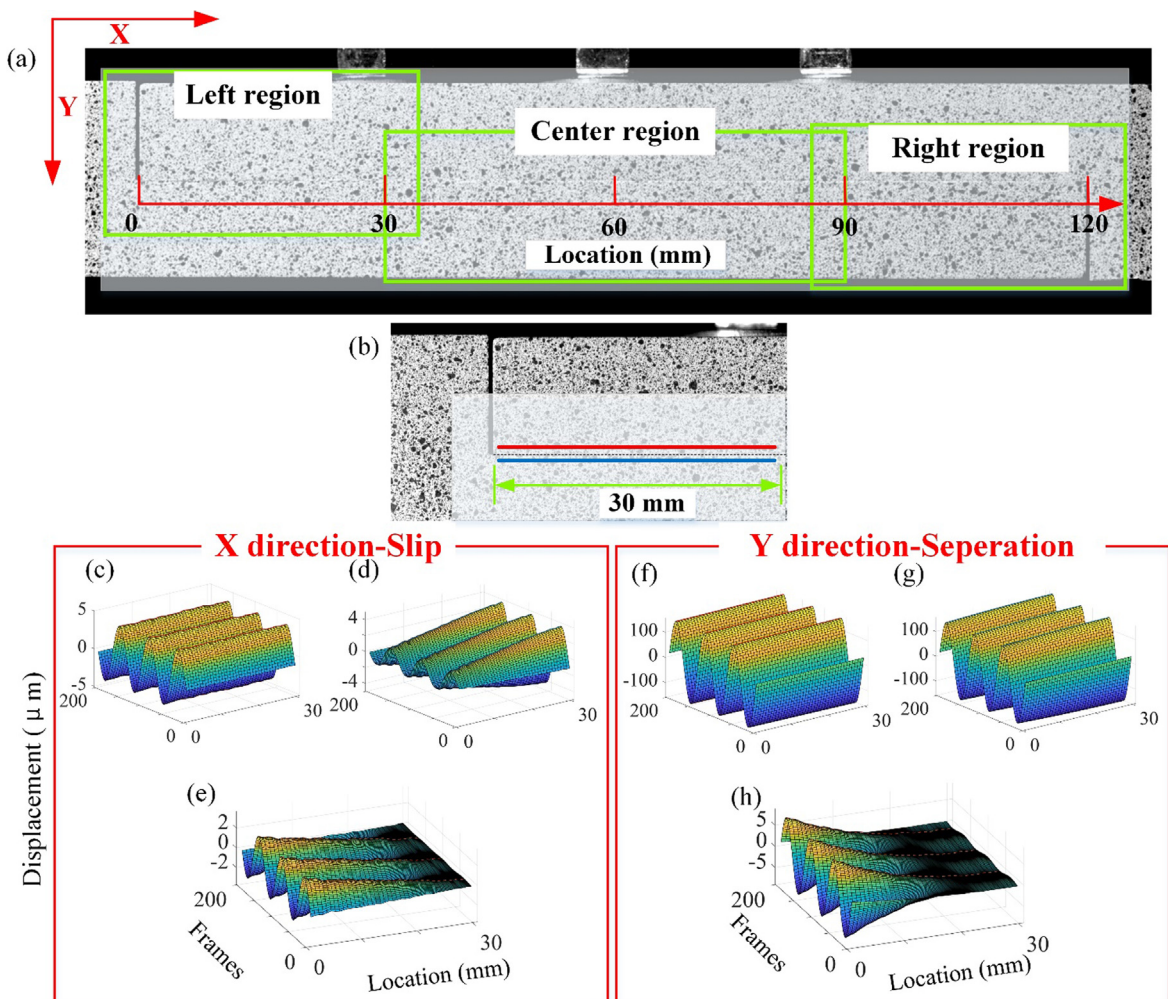 X
(a)
Y
Left region
Center region
Right region
0
30
60
90
120
Location (mm)
(b)
30 mm
X direction-Slip
Y direction-Seperation
(c)
(d)
(f)
(g)
5
0
-5
200
0 0
30
4
0
-4
200
0 0
30
100
0
-100
200
0 0
30
100
0
-100
200
0 0
30
Displacement (μm)
(e)
2
0
-2
200
Frames
0 0
Location (mm)
30
(h)
5
0
-5
200
Frames
0 0
Location (mm)
30